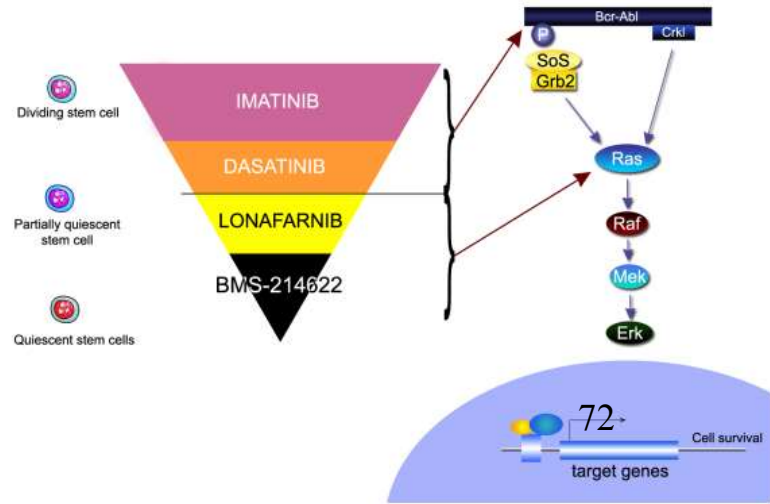 Bcr-Abl
P
Crkl
SoS
Grb2
IMATINIB
Dividing stem cell
DASATINIB
Ras
Partially quiescent
stem cell
LONAFARNIB
Raf
BMS-214622
Mek
Quiescent stem cells
Erk
72
Cell survival
target genes